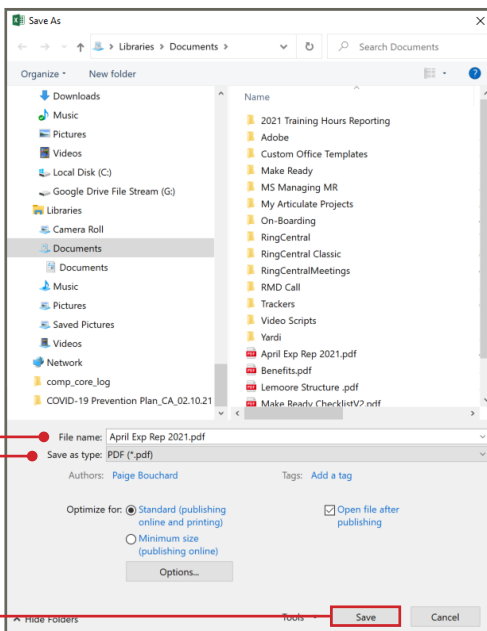 Save As
Libraries > Documents >
Search Documents
Organize
New folder
Downloads
Music
Pictures
Videos
Local Disk (C:)
Google Drive File Stream (G:)
Libraries
Camera Roll
Documents
Documents
Music
Pictures
Saved Pictures
Videos
Network
comp_core_log
COVID-19 Prevention Plan_CA_02.10.21
Name
2021 Training Hours Reporting
Adobe
Custom Office Templates
Make Ready
MS Managing MR
My Articulate Projects
On-Boarding
RingCentral
RingCentral Classic
RingCentralMeetings
RMD Call
Trackers
Video Scripts
Yardi
April Exp Rep 2021.pdf
Benefits.pdf
Lemoore Structure .pdf
Make Ready ChecklistV2.pdf
File name: April Exp Rep 2021.pdf
Save as type: PDF (*.pdf)
Authors: Paige Bouchard
Tags: Add a tag
Optimize for: Standard (publishing
online and printing)
Minimum size
(publishing online)
Options...
Open file after
publishing
Hide Folders
Tools
Save
Cancel